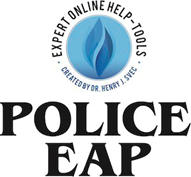 · EXPERT ONLINE HELP-TOOLS ·
CREATED BY DR. HENRY J. SVEC
POLICE
EAP